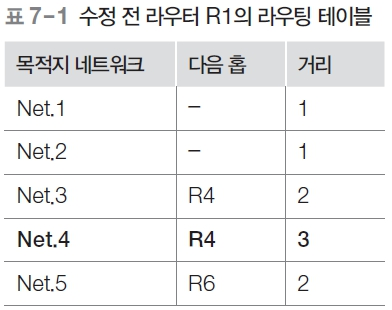 표 7-1 수정 전 라우터 R1의 라우팅 테이블
목적지 네트워크 다음 홉 거리
Net.1 – 1
Net.2 – 1
Net.3 R4 2
Net.4 R4 3
Net.5 R6 2